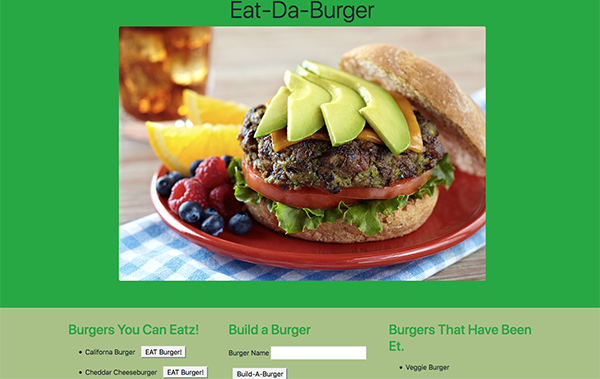 Eat-Da-Burger
Burgers You Can Eatz!
Californa Burger EAT Burger!
Cheddar Cheeseburger EAT Burger!
Build a Burger
Burger Name
Build-A-Burger
Burgers That Have Been
Et.
Veggie Burger